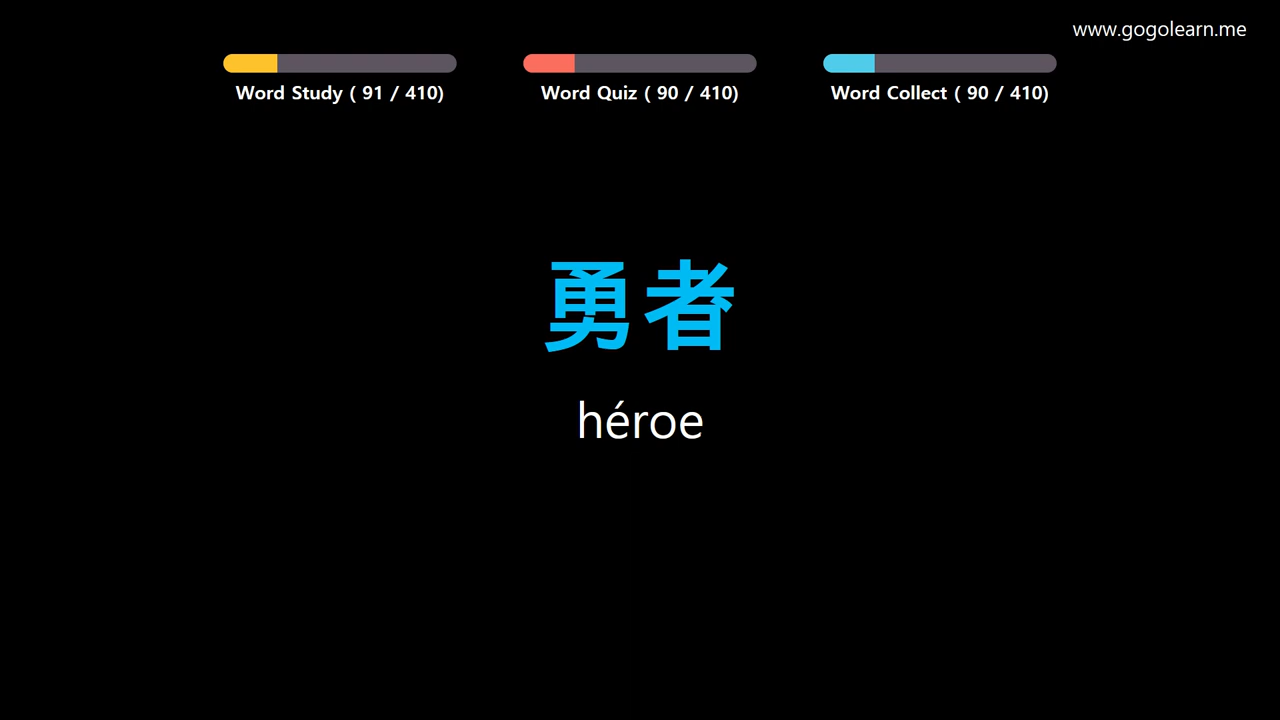 www.gogolearn.me
Word Study ( 91 / 410)
Word Quiz ( 90 / 410)
Word Collect ( 90 / 410)
勇者
héroe